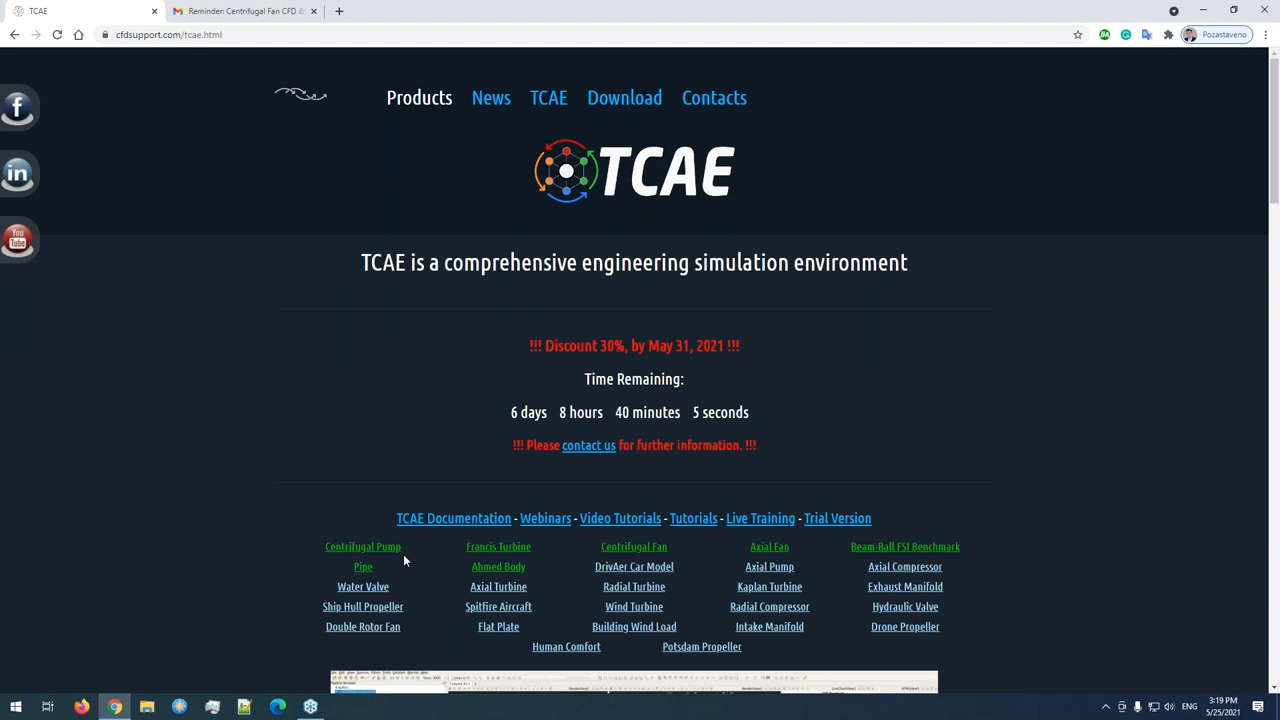 TCAE
Reminder: Centrifugal Fan CFD &
cfdsupport.com/tcae.html
Pozastaveno
Products News TCAE Download Contacts
TCAE
TCAE is a comprehensive engineering simulation environment
!!! Discount 30%, by May 31, 2021 !!!
Time Remaining:
6 days 8 hours 40 minutes 5 seconds
!!! Please contact us for further information. !!!
TCAE Documentation - Webinars - Video Tutorials - Tutorials - Live Training - Trial Version
Centrifugal Pump Francis Turbine Centrifugal Fan Axial Fan Beam-Ball FSI Benchmark
Pipe Ahmed Body DrivAer Car Model Axial Pump Axial Compressor
Water Valve Axial Turbine Radial Turbine Kaplan Turbine Exhaust Manifold
Ship Hull Propeller Spitfire Aircraft Wind Turbine Radial Compressor Hydraulic Valve
Double Rotor Fan Flat Plate Building Wind Load Intake Manifold Drone Propeller
Human Comfort Potsdam Propeller
f
in
You
Tube
ENG
3:19 PM
5/25/2021